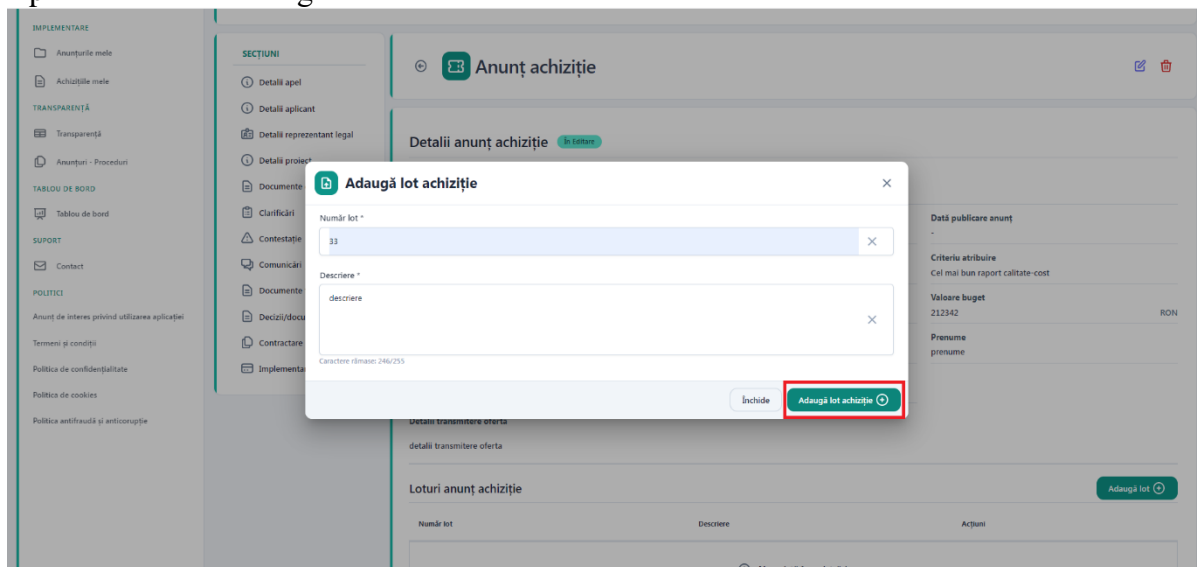 IMPLEMENTARE
Anunțurile mele
Achizițiile mele
TRANSPARENȚĂ
Transparență
Anunțuri - Proceduri
TABLOU DE BORD
Tablou de bord
SUPORT
Contact
POLITICI
Anunț de interes privind utilizarea aplicației
Termeni și condiții
Politica de confidențialitate
Politica de cookies
Politica antifraudă și anticorupție
SECȚIUNI
Detalii apel
Detalii aplicant
Detalii reprezentant legal
Detalii proiect
Documente
Clarificări
Contestație
Comunicări
Documente
Decizii/docu
Contractare
Implementa
Anunț achiziție
Detalii anunț achiziție În Editare
Dată publicare anunț
-
Criteriu atribuire
Cel mai bun raport calitate-cost
Valoare buget
212342 RON
Prenume
prenume
Adaugă lot achiziție
Număr lot *
33
Descriere *
descriere
Caractere rămase: 246/255
Închide
Adaugă lot achiziție
Detalii transmitere oferta
detalii transmitere oferta
Loturi anunț achiziție
Adaugă lot
Număr lot Descriere Acțiuni